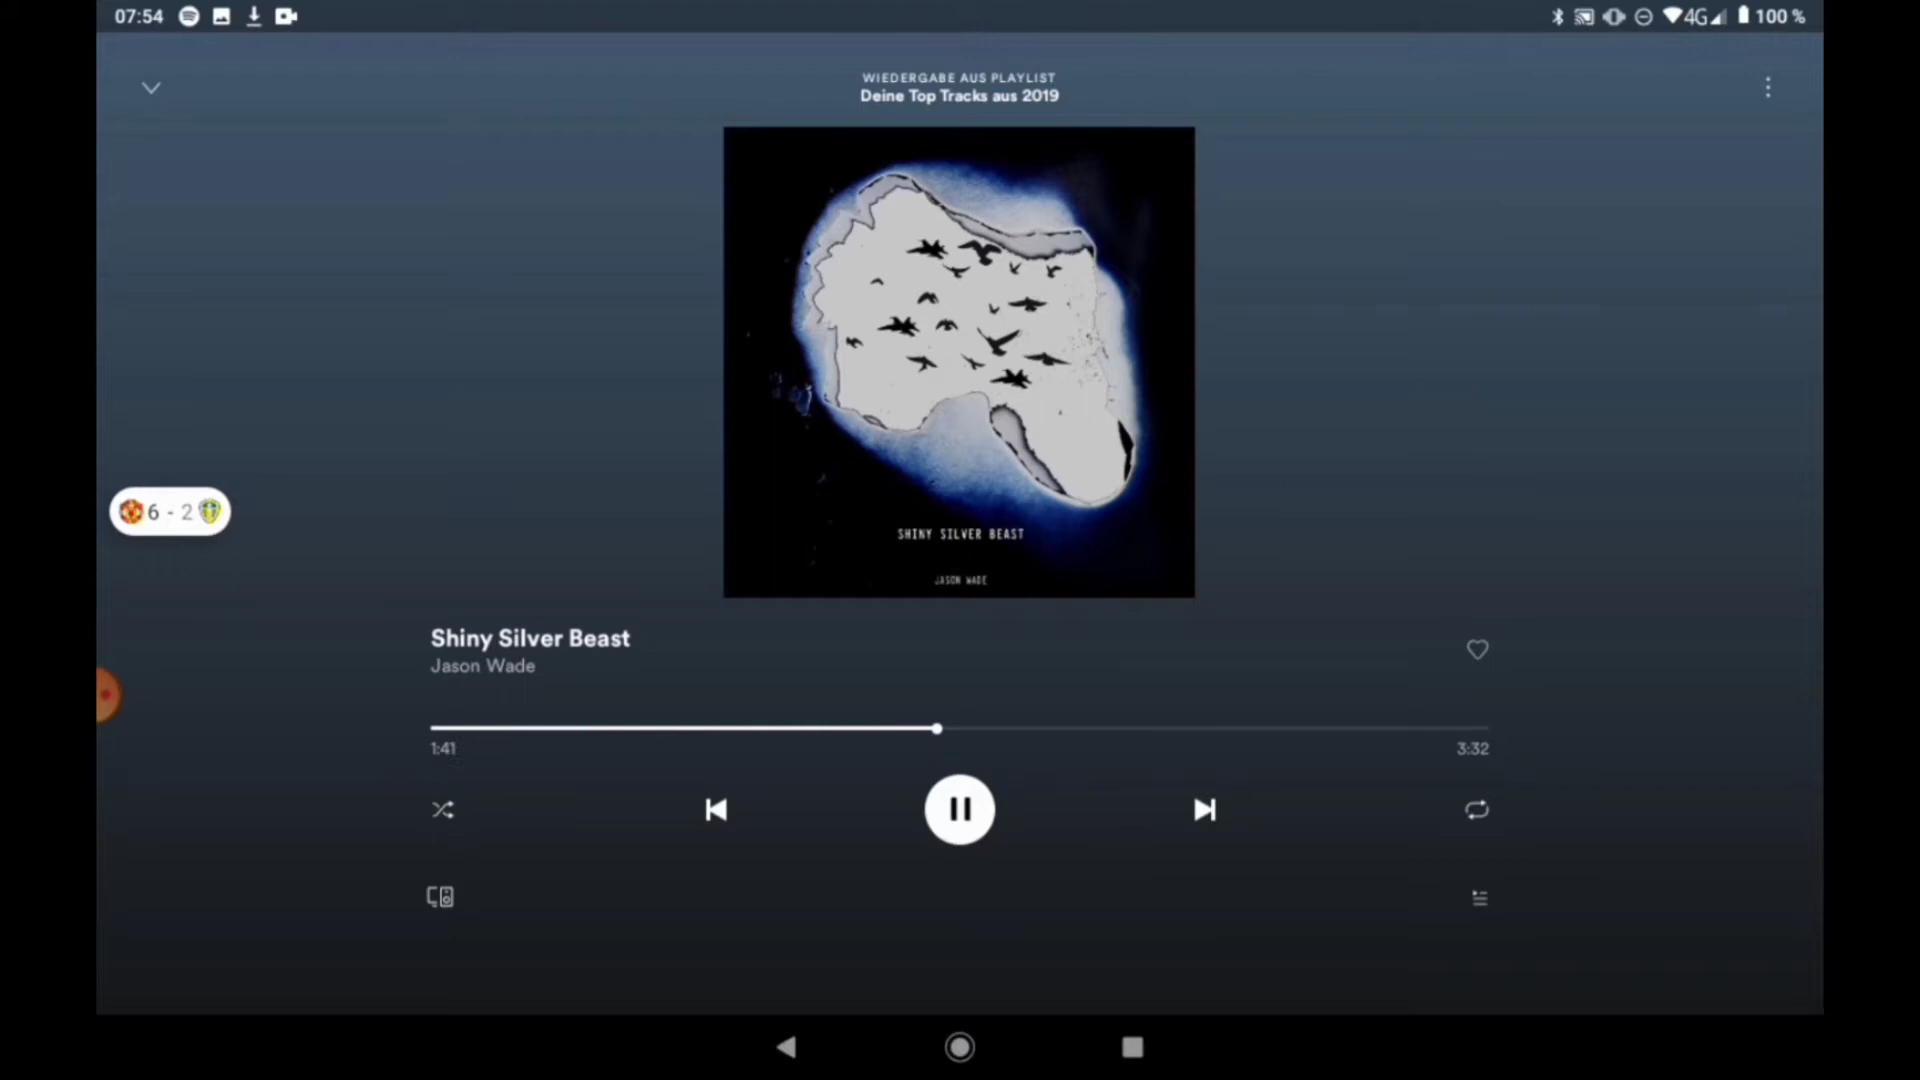 07:54
4G 100 %
WIEDERGABE AUS PLAYLIST
Deine Top Tracks aus 2019
SHINY SILVER BEAST
JASON WADE
6 - 2
Shiny Silver Beast
Jason Wade
1:41
3:32